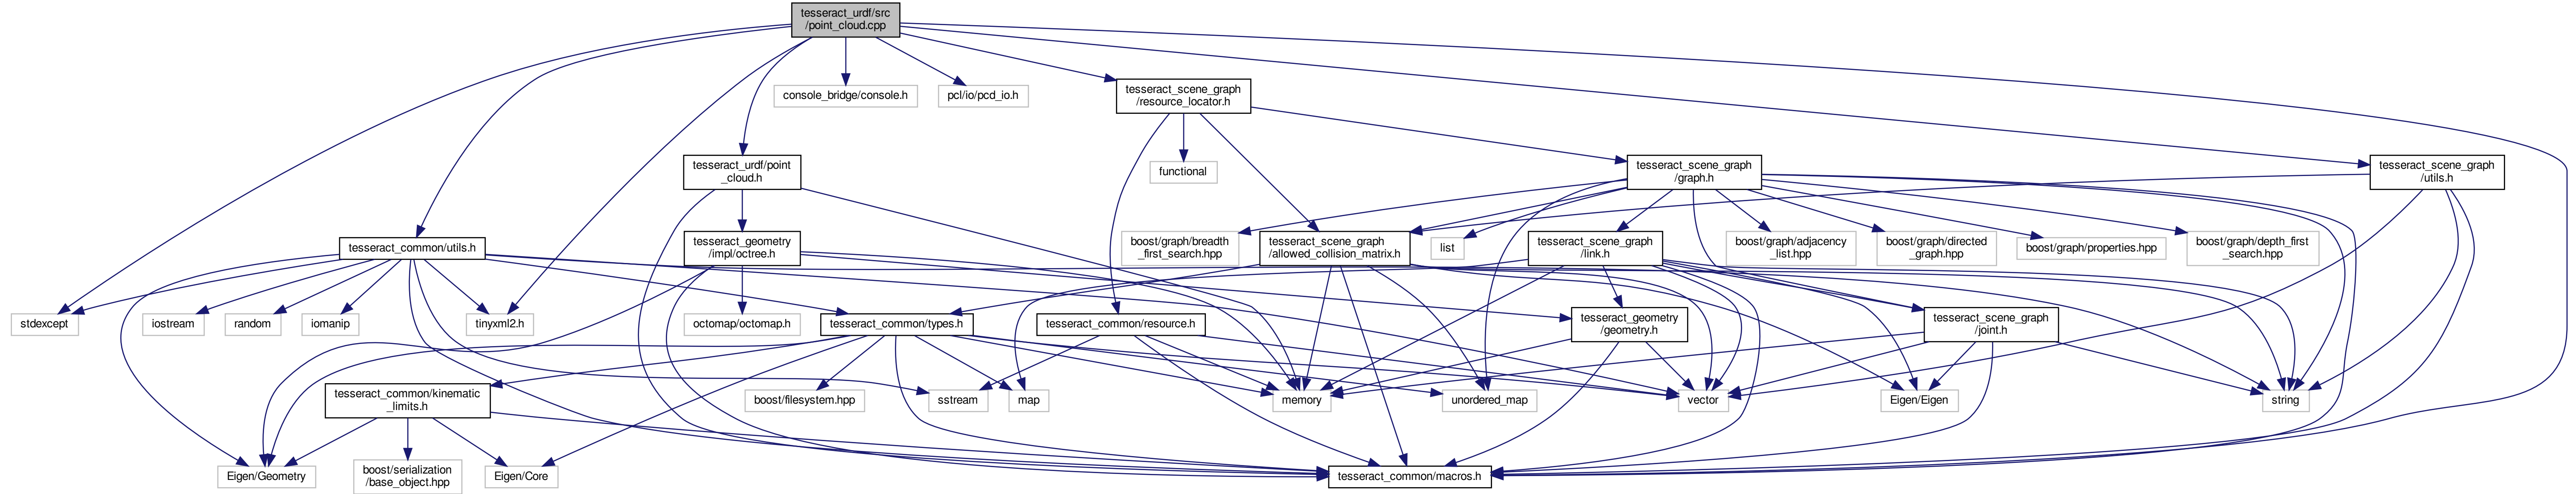 tesseract_urdf/src
/point_cloud.cpp
console_bridge/console.h
pcl/io/pcd_io.h
tesseract_scene_graph
/resource_locator.h
tesseract_urdf/point
_cloud.h
functional
tesseract_scene_graph
/graph.h
tesseract_scene_graph
/utils.h
tesseract_common/utils.h
tesseract_geometry
/impl/octree.h
boost/graph/breadth
_first_search.hpp
tesseract_scene_graph
/allowed_collision_matrix.h
list
tesseract_scene_graph
/link.h
boost/graph/adjacency
_list.hpp
boost/graph/directed
_graph.hpp
boost/graph/properties.hpp
boost/graph/depth_first
_search.hpp
stdexcept
iostream
random
iomanip
tinyxml2.h
octomap/octomap.h
tesseract_common/types.h
tesseract_common/resource.h
tesseract_geometry
/geometry.h
tesseract_scene_graph
/joint.h
tesseract_common/kinematic
_limits.h
boost/filesystem.hpp
sstream
map
memory
unordered_map
vector
Eigen/Eigen
string
Eigen/Geometry
boost/serialization
/base_object.hpp
Eigen/Core
tesseract_common/macros.h